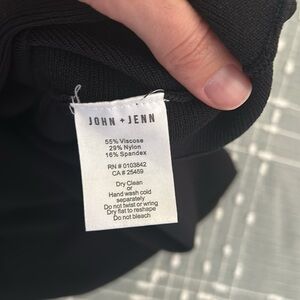 JOHN + JENN
55% Viscose
29% Nylon
16% Spandex
RN # 0103842
CA # 25459
Dry Clean
or
Hand wash cold
separately
Do not twist or wring
Dry flat to reshape
Do not bleach